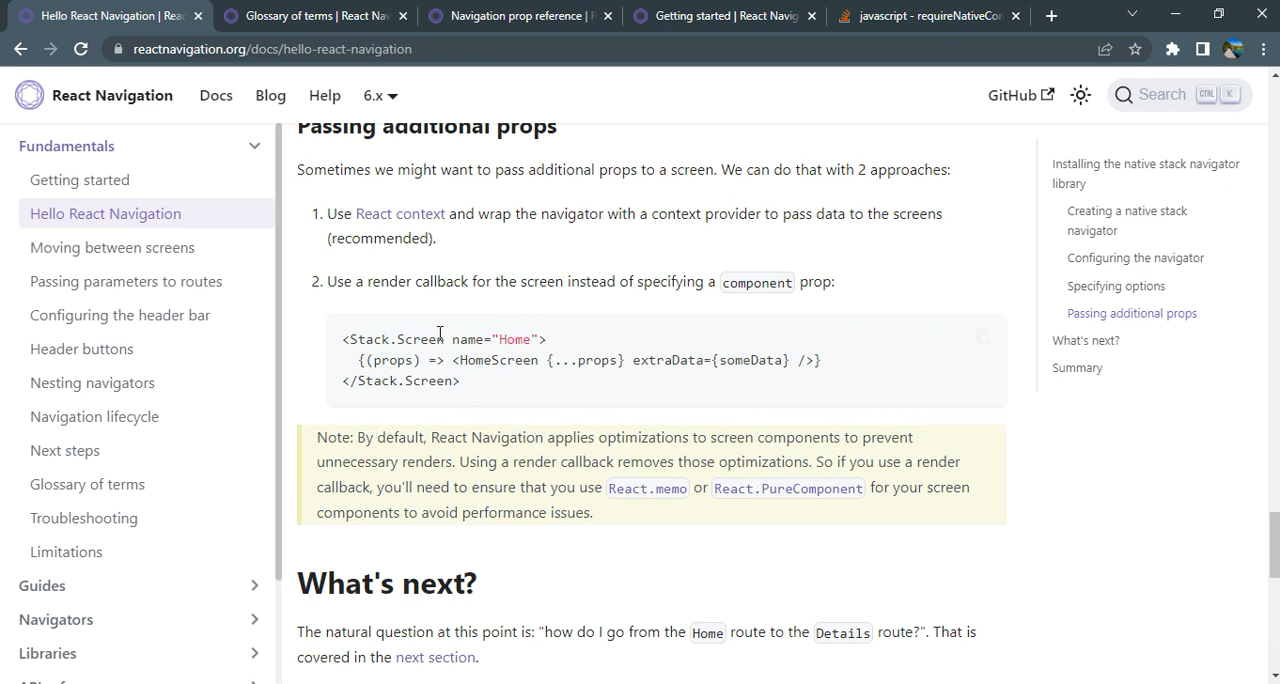 Hello React Navigation | Reac
Glossary of terms | React Nav
Navigation prop reference | R
Getting started | React Navig
javascript - requireNativeCom
reactnavigation.org/docs/hello-react-navigation
React Navigation
Docs
Blog
Help
6.x
GitHub
Search
CTRL
K
Fundamentals
Getting started
Hello React Navigation
Moving between screens
Passing parameters to routes
Configuring the header bar
Header buttons
Nesting navigators
Navigation lifecycle
Next steps
Glossary of terms
Troubleshooting
Limitations
Guides
Navigators
Libraries
Passing additional props
Sometimes we might want to pass additional props to a screen. We can do that with 2 approaches:
1. Use React context and wrap the navigator with a context provider to pass data to the screens
(recommended).
2. Use a render callback for the screen instead of specifying a component prop:
<Stack.Screen name="Home">
{(props) => <HomeScreen {...props} extraData={someData} />}
</Stack.Screen>
Note: By default, React Navigation applies optimizations to screen components to prevent
unnecessary renders. Using a render callback removes those optimizations. So if you use a render
callback, you'll need to ensure that you use React.memo or React.PureComponent for your screen
components to avoid performance issues.
What's next?
The natural question at this point is: "how do I go from the Home route to the Details route?". That is
covered in the next section.
Installing the native stack navigator
library
Creating a native stack
navigator
Configuring the navigator
Specifying options
Passing additional props
What's next?
Summary